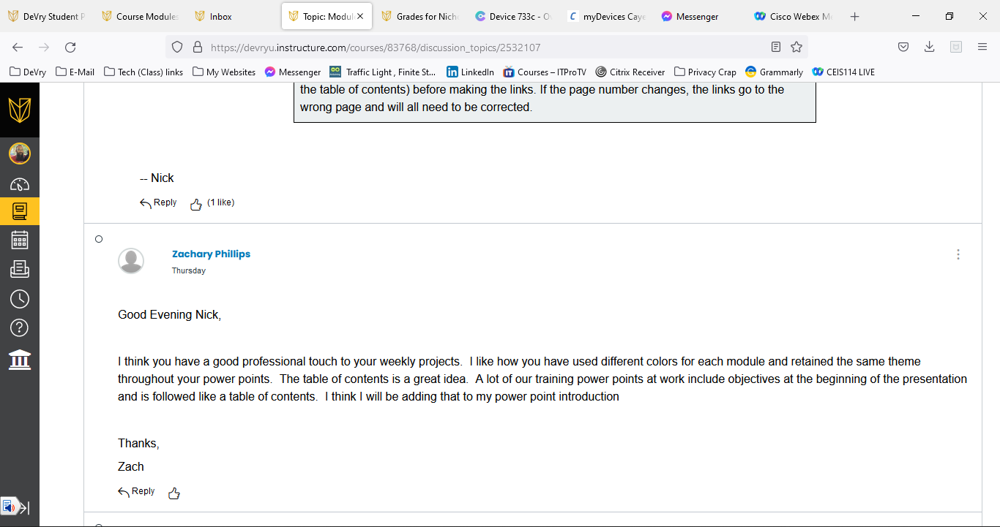 DeVry Student P
Course Modules
Inbox
Topic: Modul
Grades for Nich
Device 733c - O
myDevices Caye
Messenger
Cisco Webex Me
https://devryu.instructure.com/courses/83768/discussion_topics/2532107
DeVry
E-Mail
Tech (Class) links
My Websites
Messenger
Traffic Light , Finite St...
LinkedIn
Courses – ITProTV
Citrix Receiver
Privacy Crap
Grammarly
CEIS114 LIVE
the table of contents) before making the links. If the page number changes, the links go to the
wrong page and will all need to be corrected.
-- Nick
Reply (1 like)
Zachary Phillips
Thursday
Good Evening Nick,
I think you have a good professional touch to your weekly projects.  I like how you have used different colors for each module and retained the same theme
throughout your power points.  The table of contents is a great idea.  A lot of our training power points at work include objectives at the beginning of the presentation
and is followed like a table of contents.  I think I will be adding that to my power point introduction
Thanks,
Zach
Reply